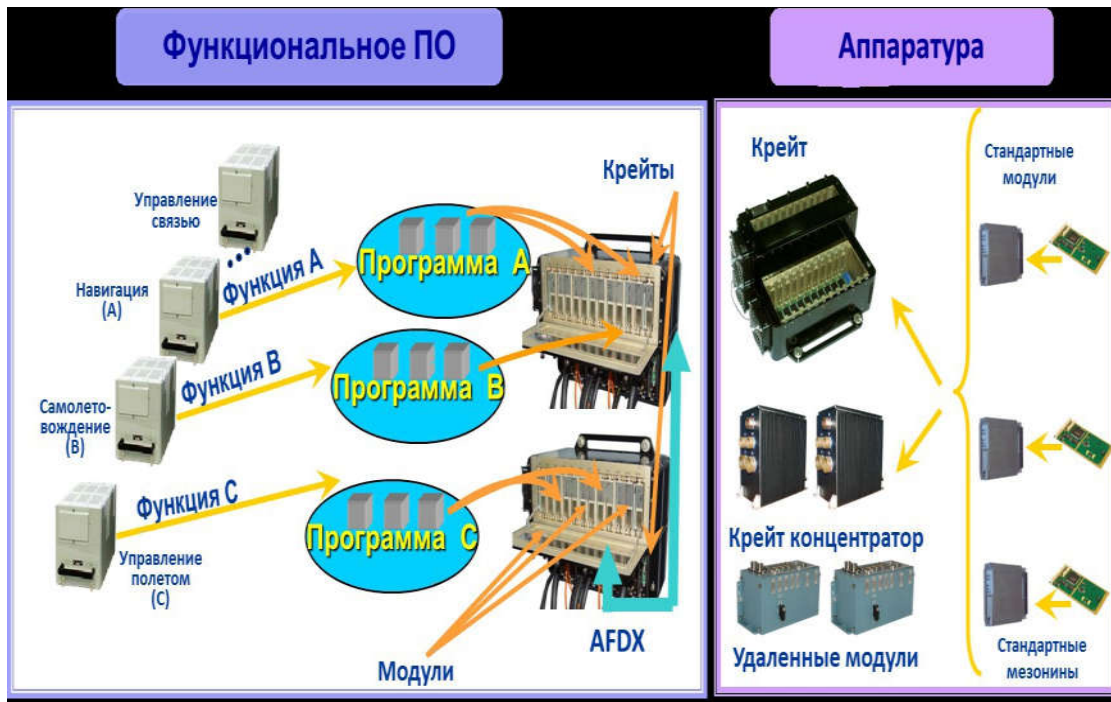 Функциональное ПО
Аппаратура
Управление
связью
Навигация
(А)
Самолето-
вождение
(В)
Управление
полетом
(С)
Функция А
Функция В
Функция С
Программа А
Программа В
Программа С
Крейты
Модули
AFDX
Крейт
Крейт концентратор
Удаленные модули
Стандартные
модули
Стандартные
мезонины